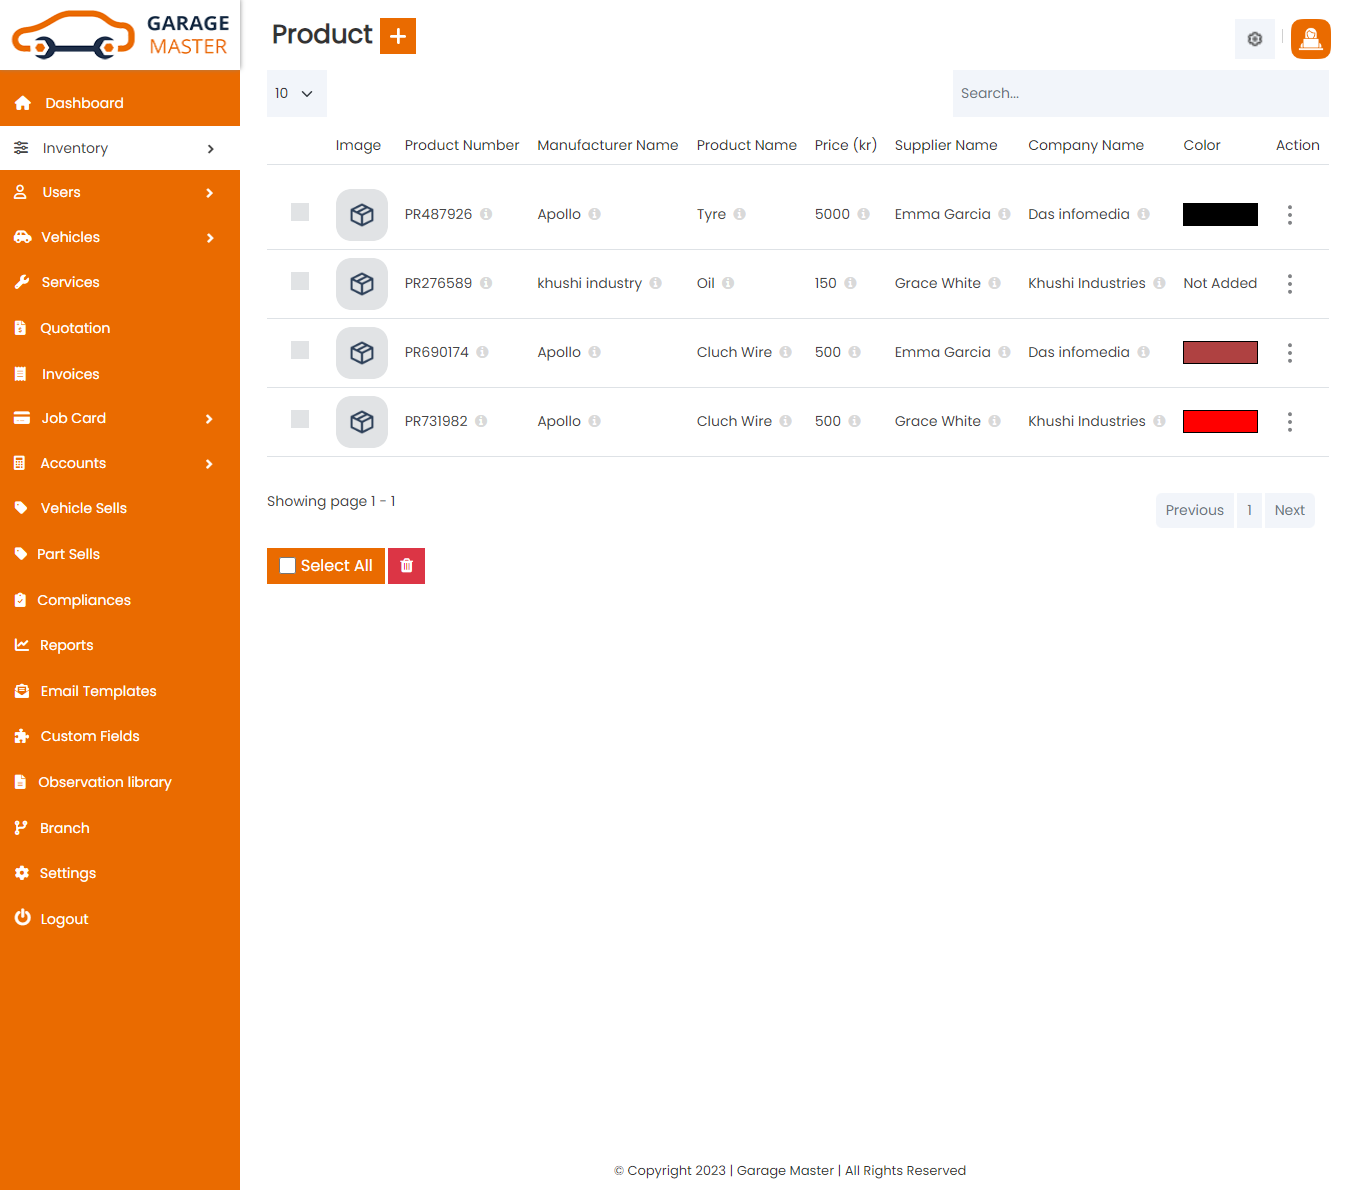 GARAGE
MASTER
Product
Dashboard
Inventory
Users
Vehicles
Services
Quotation
Invoices
Job Card
Accounts
Vehicle Sells
Part Sells
Compliances
Reports
Email Templates
Custom Fields
Observation library
Branch
Settings
Logout
10
Search...
Image Product Number Manufacturer Name Product Name Price (kr) Supplier Name Company Name Color Action
PR487926 Apollo Tyre 5000 Emma Garcia Das infomedia
PR276589 khushi industry Oil 150 Grace White Khushi Industries Not Added
PR690174 Apollo Cluch Wire 500 Emma Garcia Das infomedia
PR731982 Apollo Cluch Wire 500 Grace White Khushi Industries
Showing page 1 - 1
Previous 1 Next
Select All
© Copyright 2023 | Garage Master | All Rights Reserved